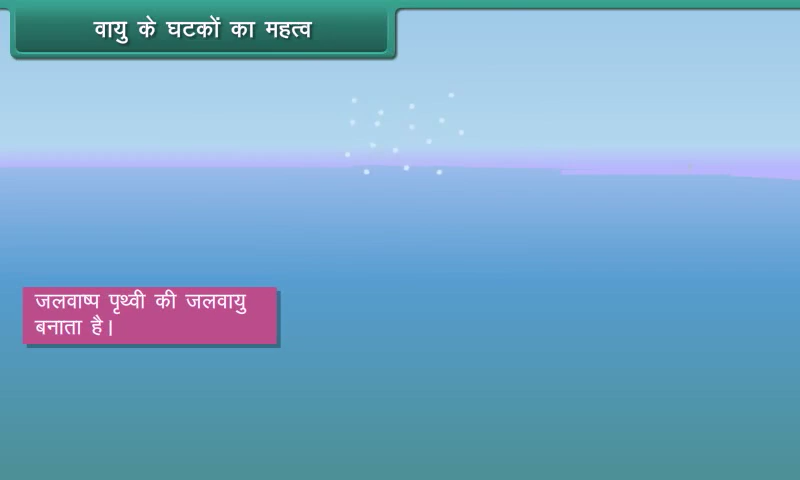 वायु के घटकों का महत्व
जलवाष्प पृथ्वी की जलवायु
बनाता है।